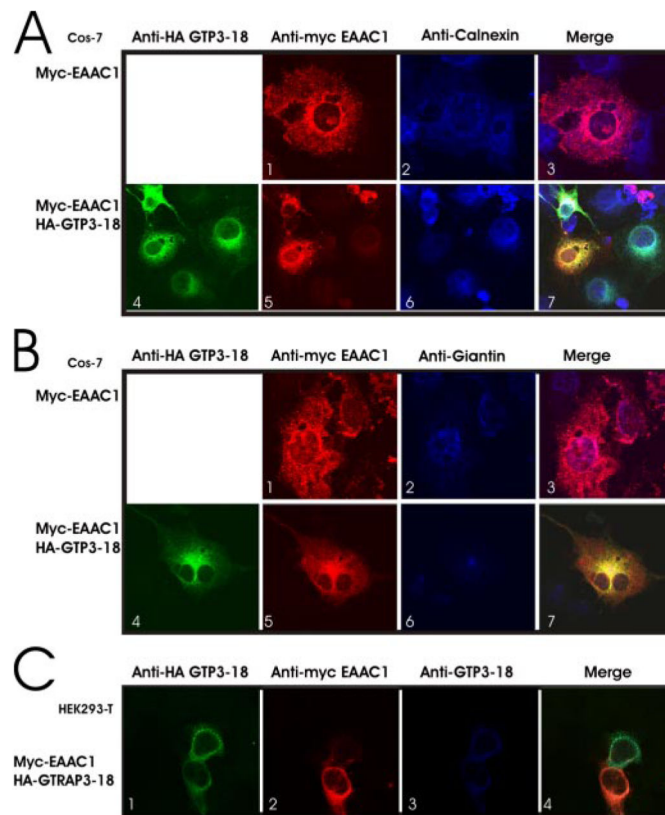 A
Cos-7 Anti-HA GTP3-18 Anti-myc EAAC1 Anti-Calnexin Merge
Myc-EAAC1
1 2 3
Myc-EAAC1
HA-GTP3-18
4 5 6 7
B
Cos-7 Anti-HA GTP3-18 Anti-myc EAAC1 Anti-Giantin Merge
Myc-EAAC1
1 2 3
Myc-EAAC1
HA-GTP3-18
4 5 6 7
C
Anti-HA GTP3-18 Anti-myc EAAC1 Anti-GTP3-18 Merge
HEK293-T
Myc-EAAC1
HA-GTRAP3-18
1 2 3 4